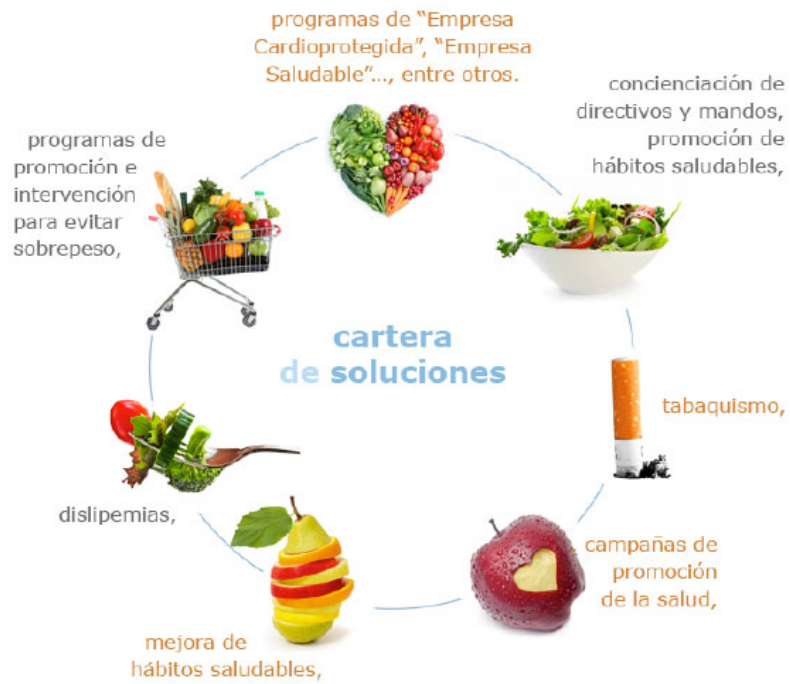 programas de “Empresa
Cardioprotegida”, “Empresa
Saludable”..., entre otros.
concienciación de
directivos y mandos,
promoción de
hábitos saludables,
tabaquismo,
campañas de
promoción
de la salud,
mejora de
hábitos saludables,
dislipemias,
programas de
promoción e
intervención
para evitar
sobrepeso,
cartera
de soluciones